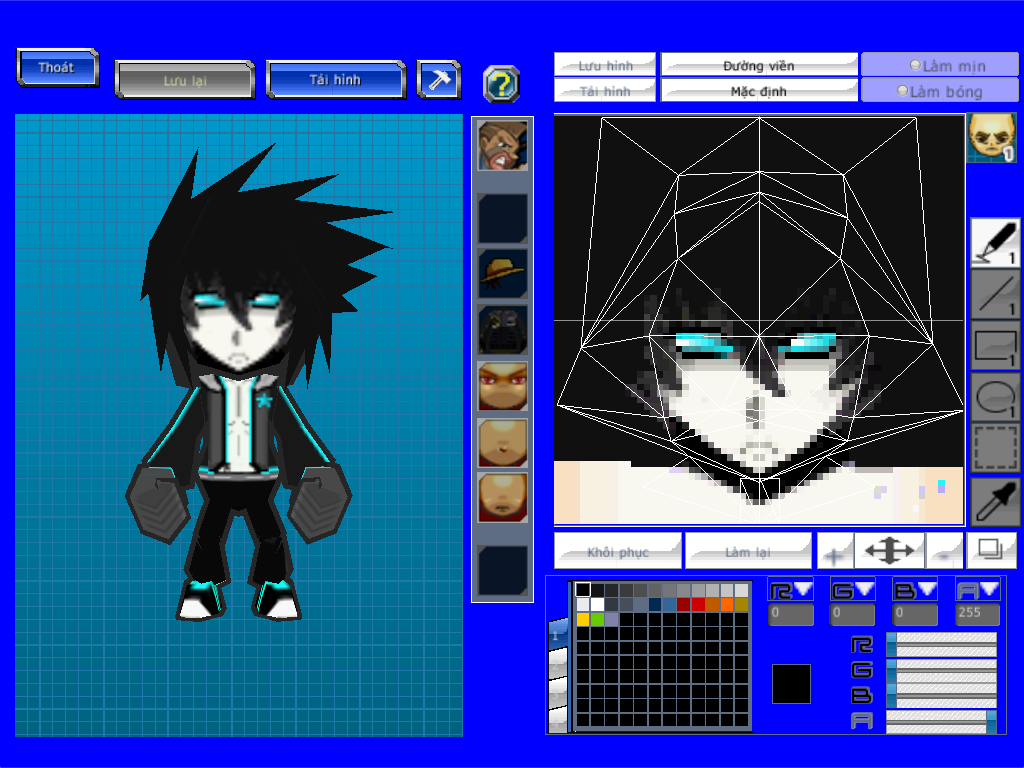 Thoát
Lưu lại
Tải hình
?
Lưu hình
Đường viền
Làm mịn
Tải hình
Mặc định
Làm bóng
1
1
1
1
1
Khôi phục
Làm lại
+
-
R
G
B
A
0
0
0
255
1
R
G
B
A